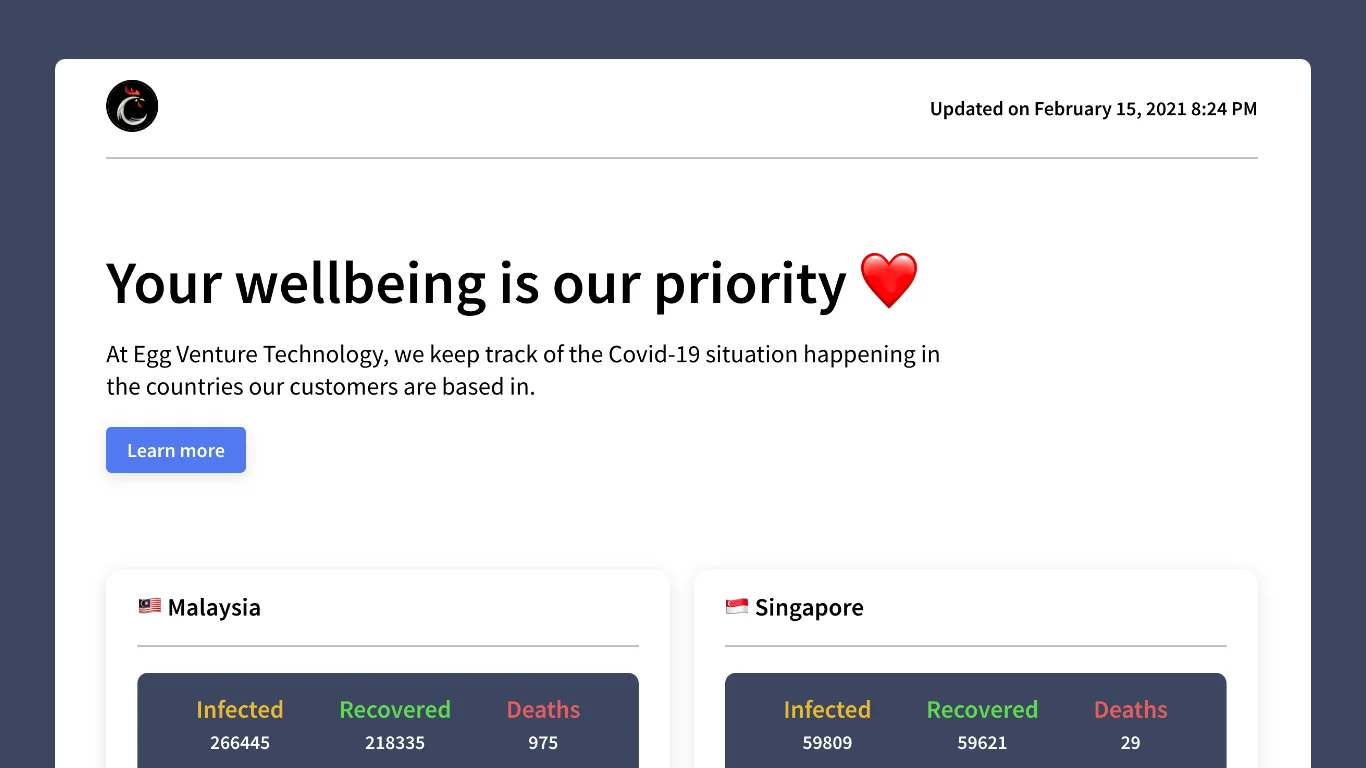 Updated on February 15, 2021 8:24 PM
Your wellbeing is our priority ❤️
At Egg Venture Technology, we keep track of the Covid-19 situation happening in
the countries our customers are based in.
Learn more
🇲🇾 Malaysia
Infected Recovered Deaths
266445 218335 975
🇸🇬 Singapore
Infected Recovered Deaths
59809 59621 29